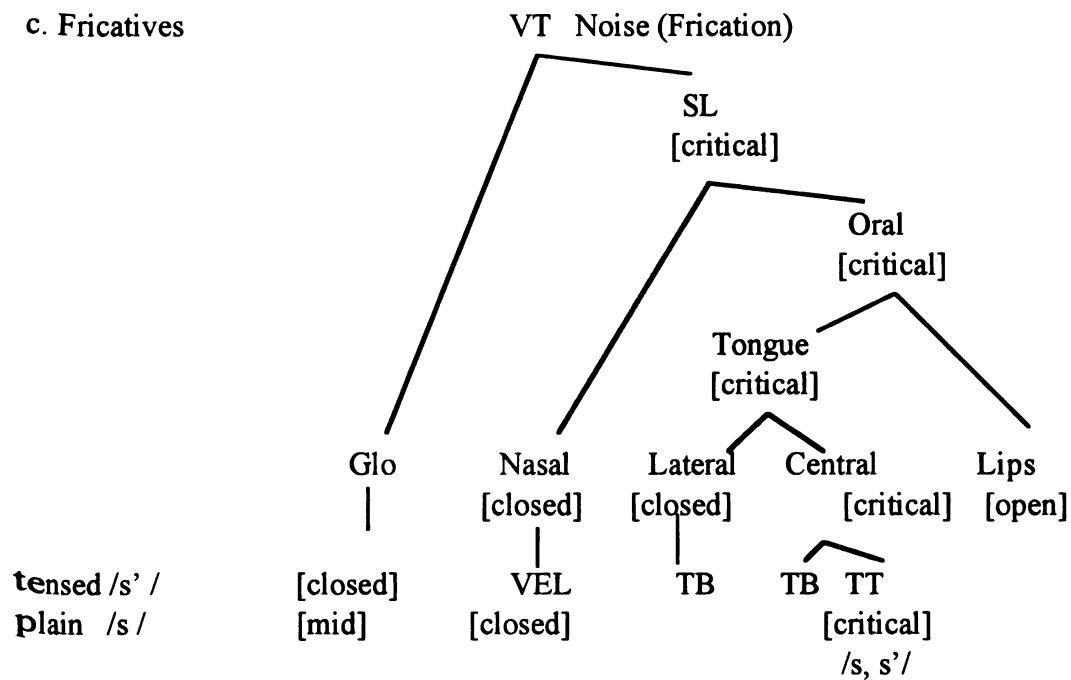 c. Fricatives VT Noise (Frication)
SL
[critical]
Oral
[critical]
Tongue
[critical]
Glo Nasal Lateral Central Lips
[closed] [closed] [critical] [open]
tensed /s’ / [closed] VEL TB TB TT
plain /s / [mid] [closed] [critical]
/s, s’/